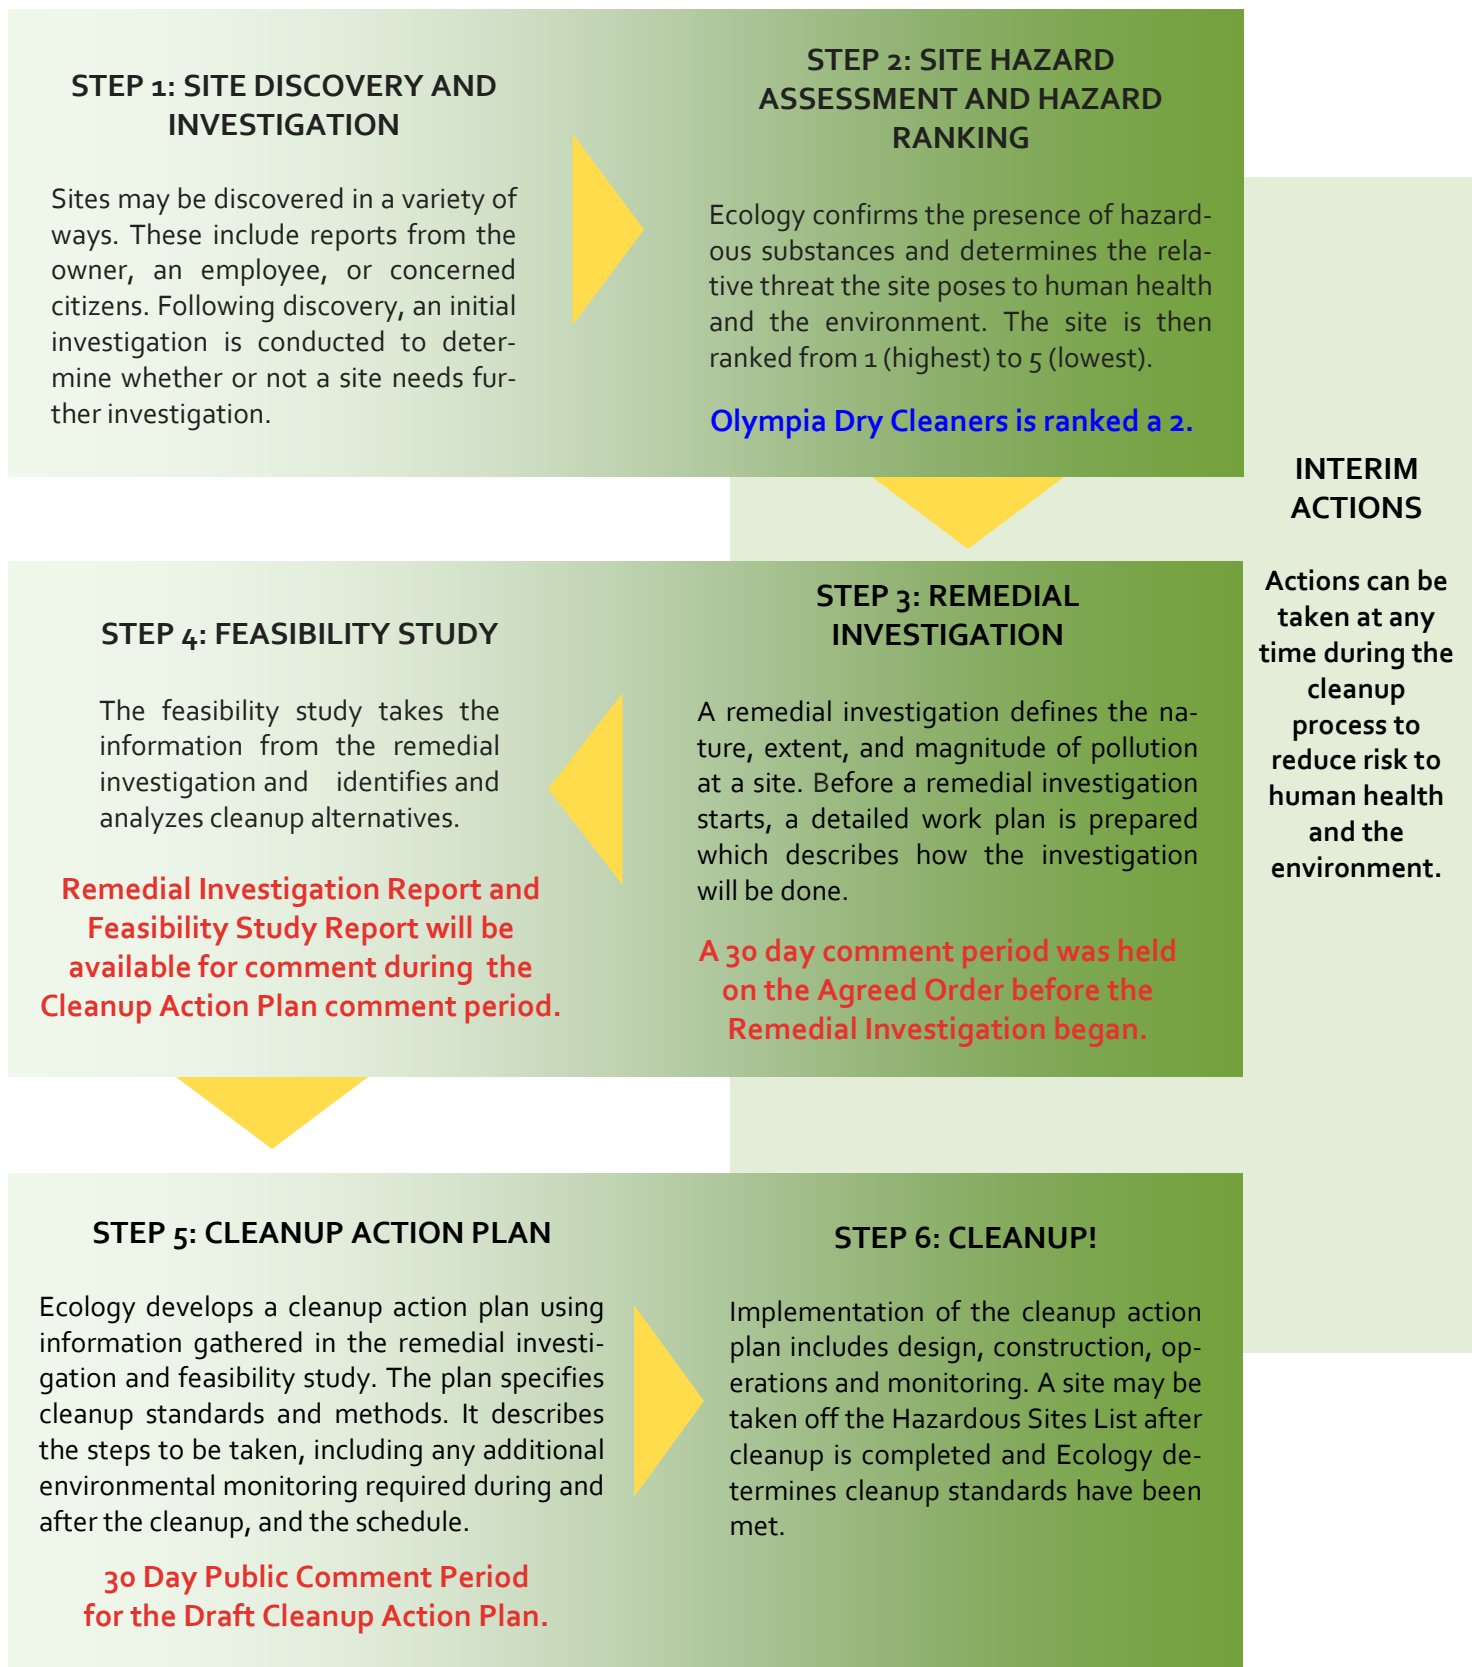 STEP 1: SITE DISCOVERY AND
INVESTIGATION
Sites may be discovered in a variety of
ways. These include reports from the
owner, an employee, or concerned
citizens. Following discovery, an initial
investigation is conducted to deter-
mine whether or not a site needs fur-
ther investigation.
STEP 2: SITE HAZARD
ASSESSMENT AND HAZARD
RANKING
Ecology confirms the presence of hazard-
ous substances and determines the rela-
tive threat the site poses to human health
and the environment. The site is then
ranked from 1 (highest) to 5 (lowest).
Olympia Dry Cleaners is ranked a 2.
STEP 3: REMEDIAL
INVESTIGATION
A remedial investigation defines the na-
ture, extent, and magnitude of pollution
at a site. Before a remedial investigation
starts, a detailed work plan is prepared
which describes how the investigation
will be done.
A 30 day comment period was held
on the Agreed Order before the
Remedial Investigation began.
STEP 4: FEASIBILITY STUDY
The feasibility study takes the
information from the remedial
investigation and identifies and
analyzes cleanup alternatives.
Remedial Investigation Report and
Feasibility Study Report will be
available for comment during the
Cleanup Action Plan comment period.
STEP 5: CLEANUP ACTION PLAN
Ecology develops a cleanup action plan using
information gathered in the remedial investi-
gation and feasibility study. The plan specifies
cleanup standards and methods. It describes
the steps to be taken, including any additional
environmental monitoring required during and
after the cleanup, and the schedule.
30 Day Public Comment Period
for the Draft Cleanup Action Plan.
STEP 6: CLEANUP!
Implementation of the cleanup action
plan includes design, construction, op-
erations and monitoring. A site may be
taken off the Hazardous Sites List after
cleanup is completed and Ecology de-
termines cleanup standards have been
met.
INTERIM
ACTIONS
Actions can be
taken at any
time during the
cleanup
process to
reduce risk to
human health
and the
environment.